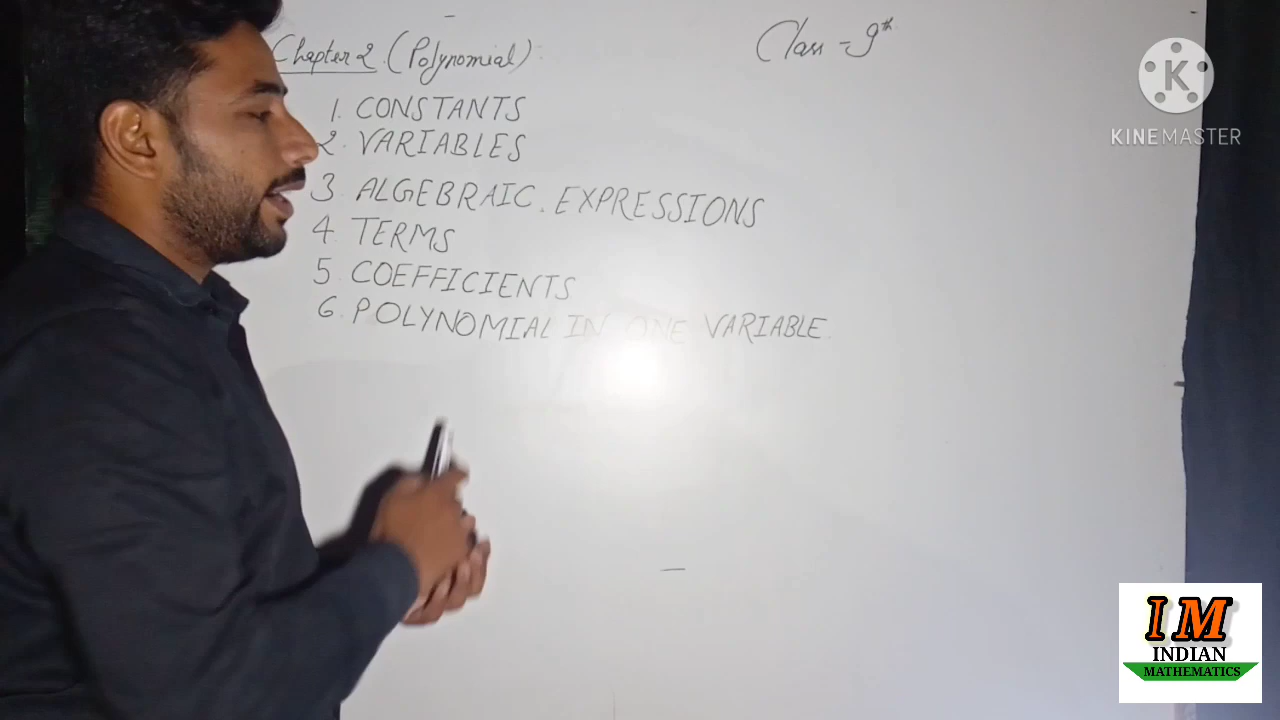 Chapter 2 (Polynomial)
Class - 9th
1. CONSTANTS
2. VARIABLES
3 ALGEBRAIC. EXPRESSIONS
4. TERMS
5. COEFFICIENTS
6. POLYNOMIAL IN ONE VARIABLE.
K
KINEMASTER
IM
INDIAN
MATHEMATICS